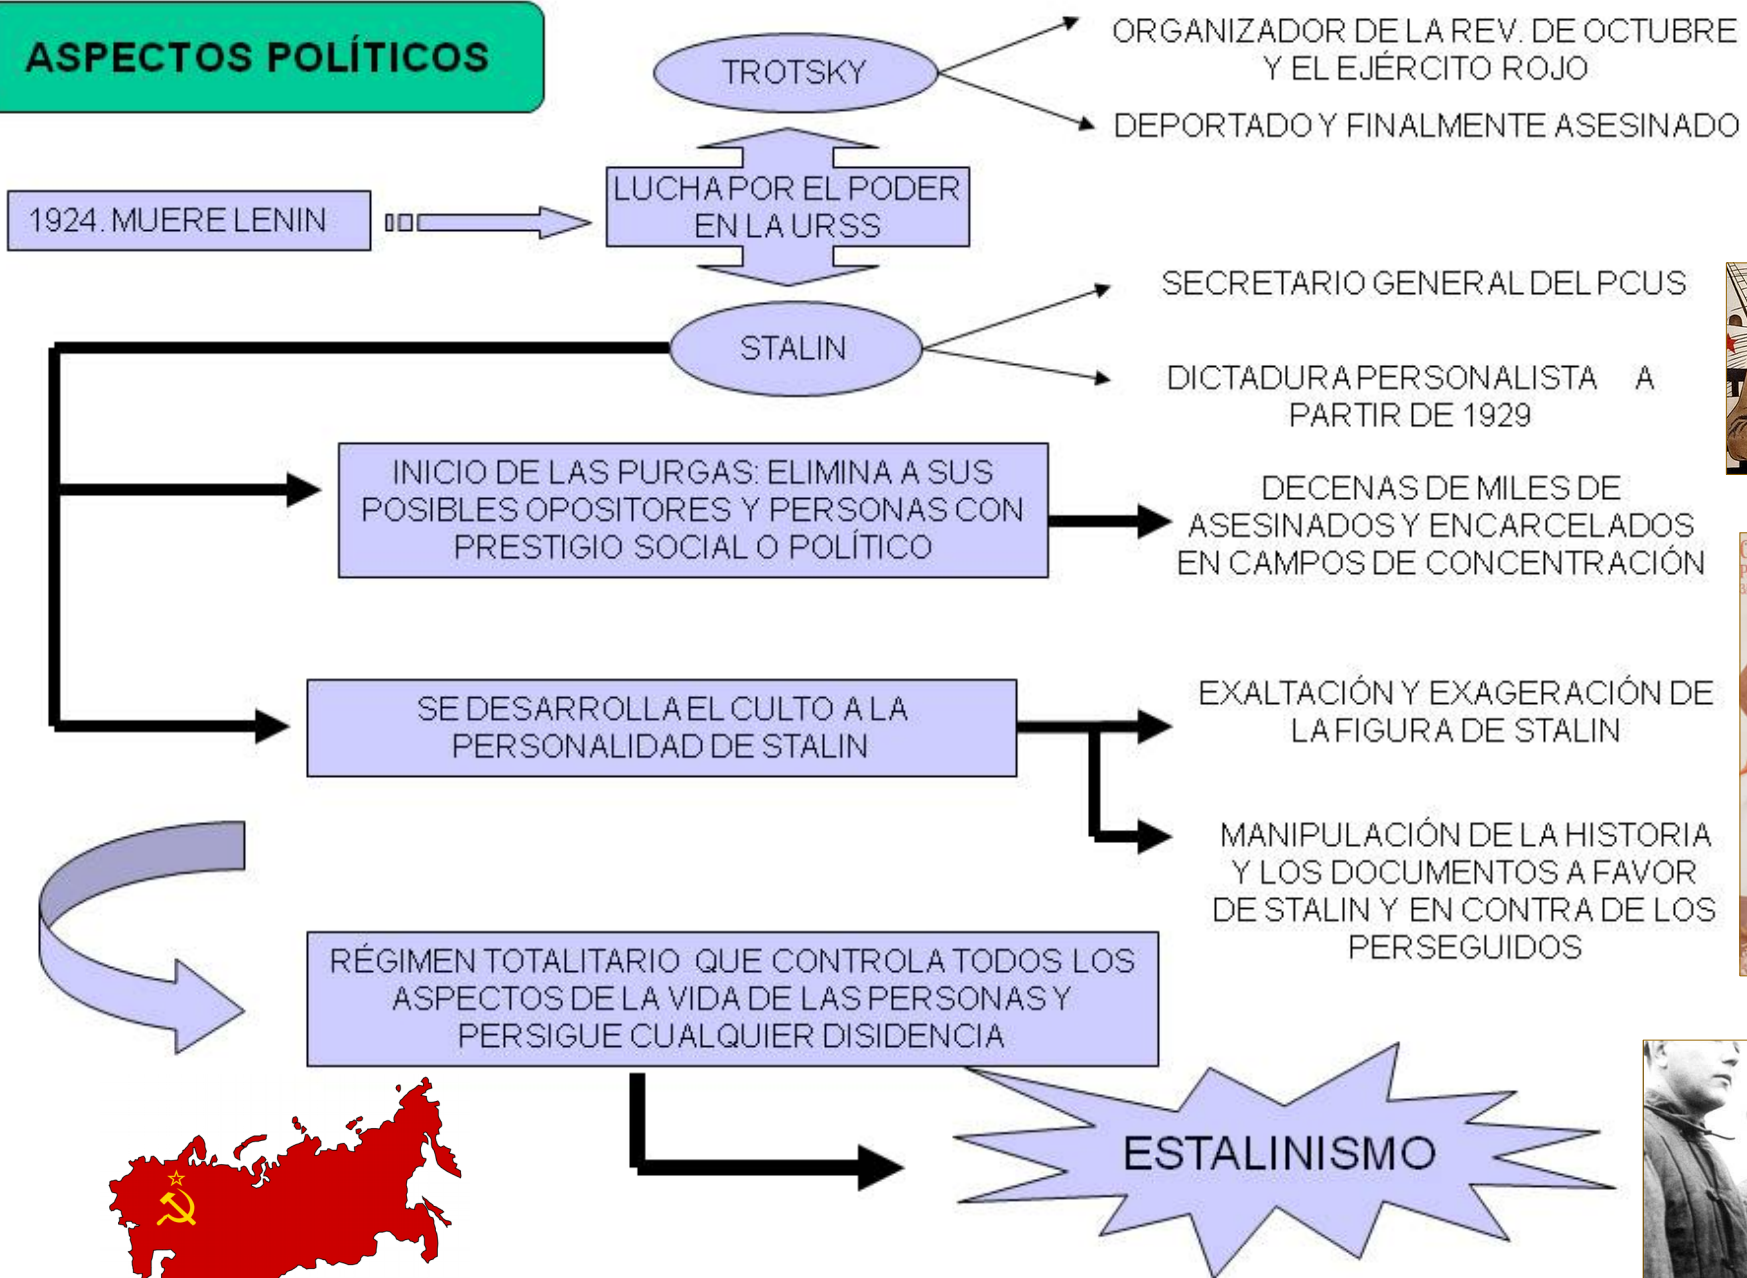 ASPECTOS POLÍTICOS
TROTSKY
ORGANIZADOR DE LA REV. DE OCTUBRE
Y EL EJÉRCITO ROJO
DEPORTADO Y FINALMENTE ASESINADO
1924. MUERE LENIN
LUCHA POR EL PODER
EN LA URSS
STALIN
SECRETARIO GENERAL DEL PCUS
DICTADURA PERSONALISTA A
PARTIR DE 1929
INICIO DE LAS PURGAS: ELIMINA A SUS
POSIBLES OPOSITORES Y PERSONAS CON
PRESTIGIO SOCIAL O POLÍTICO
DECENAS DE MILES DE
ASESINADOS Y ENCARCELADOS
EN CAMPOS DE CONCENTRACIÓN
SE DESARROLLA EL CULTO A LA
PERSONALIDAD DE STALIN
EXALTACIÓN Y EXAGERACIÓN DE
LA FIGURA DE STALIN
MANIPULACIÓN DE LA HISTORIA
Y LOS DOCUMENTOS A FAVOR
DE STALIN Y EN CONTRA DE LOS
PERSEGUIDOS
RÉGIMEN TOTALITARIO QUE CONTROLA TODOS LOS
ASPECTOS DE LA VIDA DE LAS PERSONAS Y
PERSIGUE CUALQUIER DISIDENCIA
ESTALINISMO